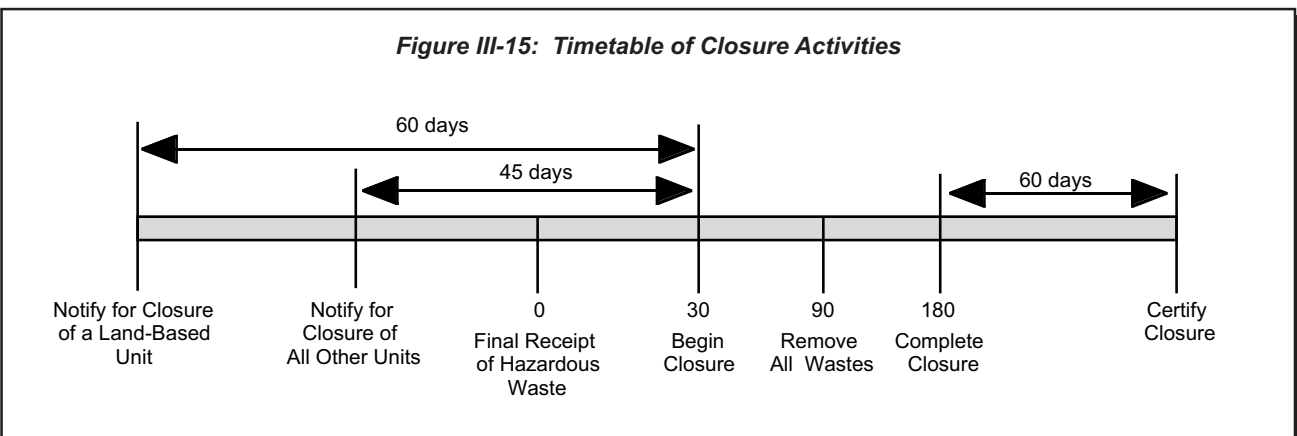 Figure III-15: Timetable of Closure Activities
60 days
45 days
60 days
Notify for Closure
of a Land-Based
Unit
Notify for
Closure of
All Other Units
0
Final Receipt
of Hazardous
Waste
30
Begin
Closure
90
Remove
All Wastes
180
Complete
Closure
Certify
Closure